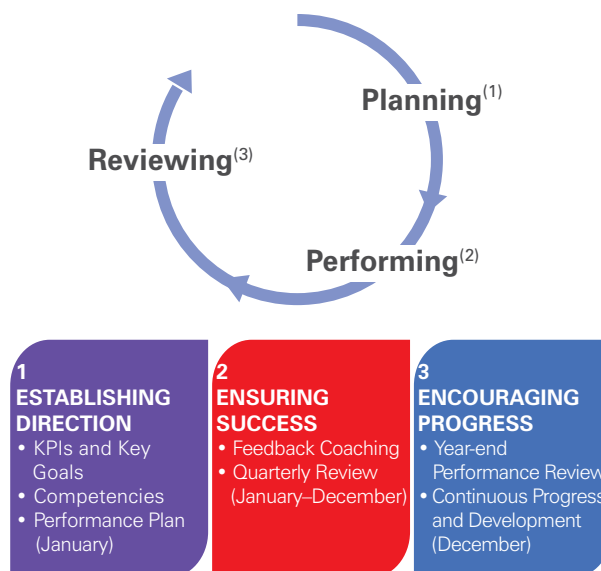 Planning(1)
Reviewing(3)
Performing(2)
1
ESTABLISHING
DIRECTION
• KPIs and Key
Goals
• Competencies
• Performance Plan
(January)
2
ENSURING
SUCCESS
• Feedback Coaching
• Quarterly Review
(January–December)
3
ENCOURAGING
PROGRESS
• Year-end
Performance Review
• Continuous Progress
and Development
(December)